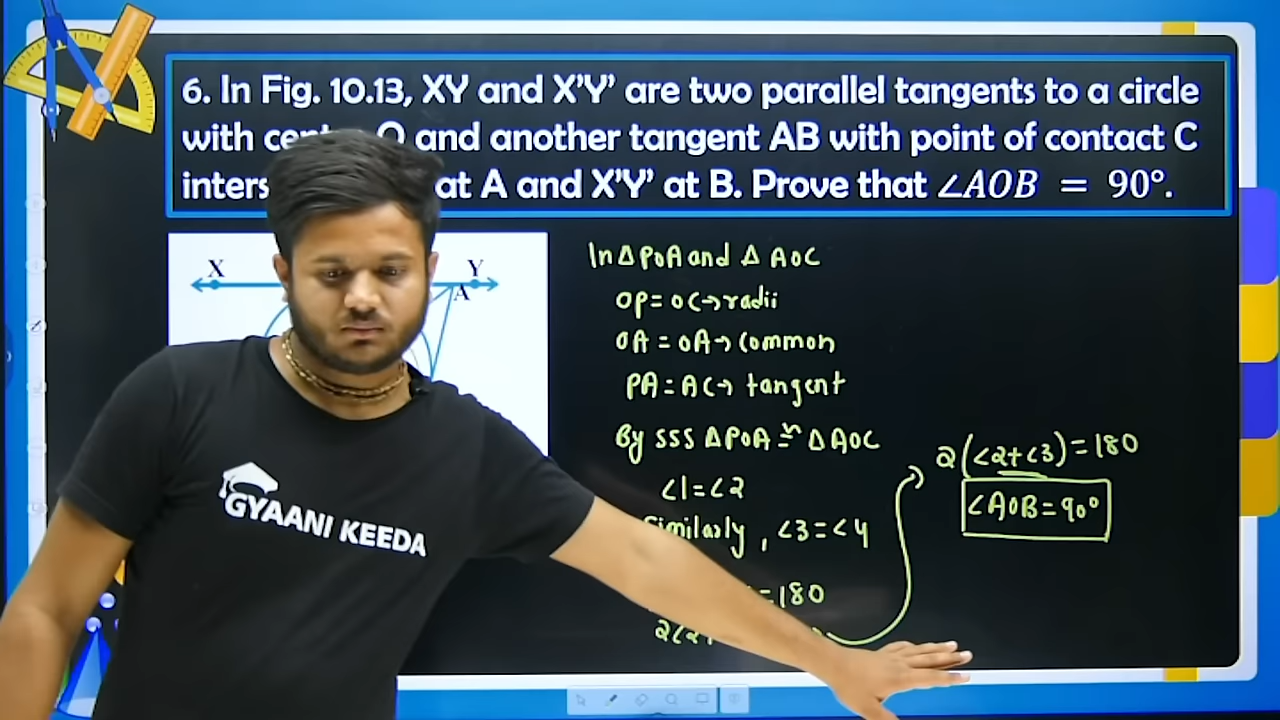 6. In Fig. 10.13, XY and X'Y' are two parallel tangents to a circle
with O and another tangent AB with point of contact C
at A and X'Y' at B. Prove that ∠AOB = 90°.
X
Y
A
In Δ POA and Δ AOC
OP = OC → radii
OA = OA → Common
PA = AC → tangent
By SSS ΔPOA ≅ ΔAOC
∠1 = ∠2
Similarly, ∠3 = ∠4
=180
2(∠2+∠3)=180
∠AOB=90°
GYAANI KEEDA